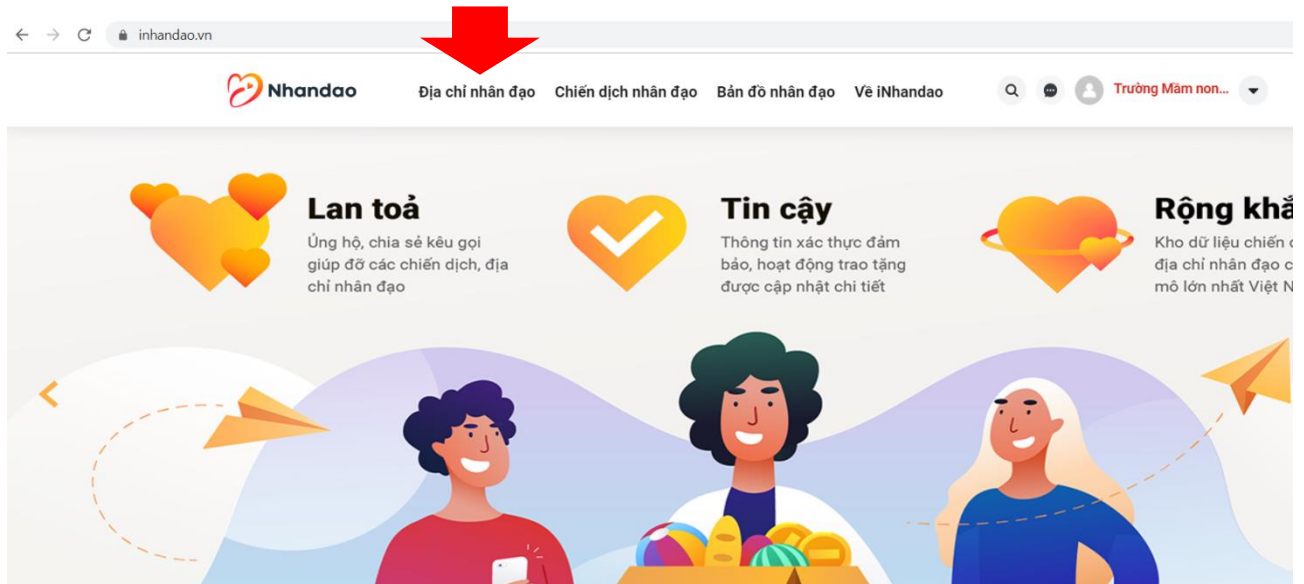 inhandao.vn
Nhandao
Địa chỉ nhân đạo Chiến dịch nhân đạo Bản đồ nhân đạo Về iNhandao Trường Mầm non...
Lan toả
Ủng hộ, chia sẻ kêu gọi
giúp đỡ các chiến dịch, địa
chỉ nhân đạo
Tin cậy
Thông tin xác thực đảm
bảo, hoạt động trao tặng
được cập nhật chi tiết
Rộng khắ
Kho dữ liệu chiến d
địa chỉ nhân đạo c
mô lớn nhất Việt N